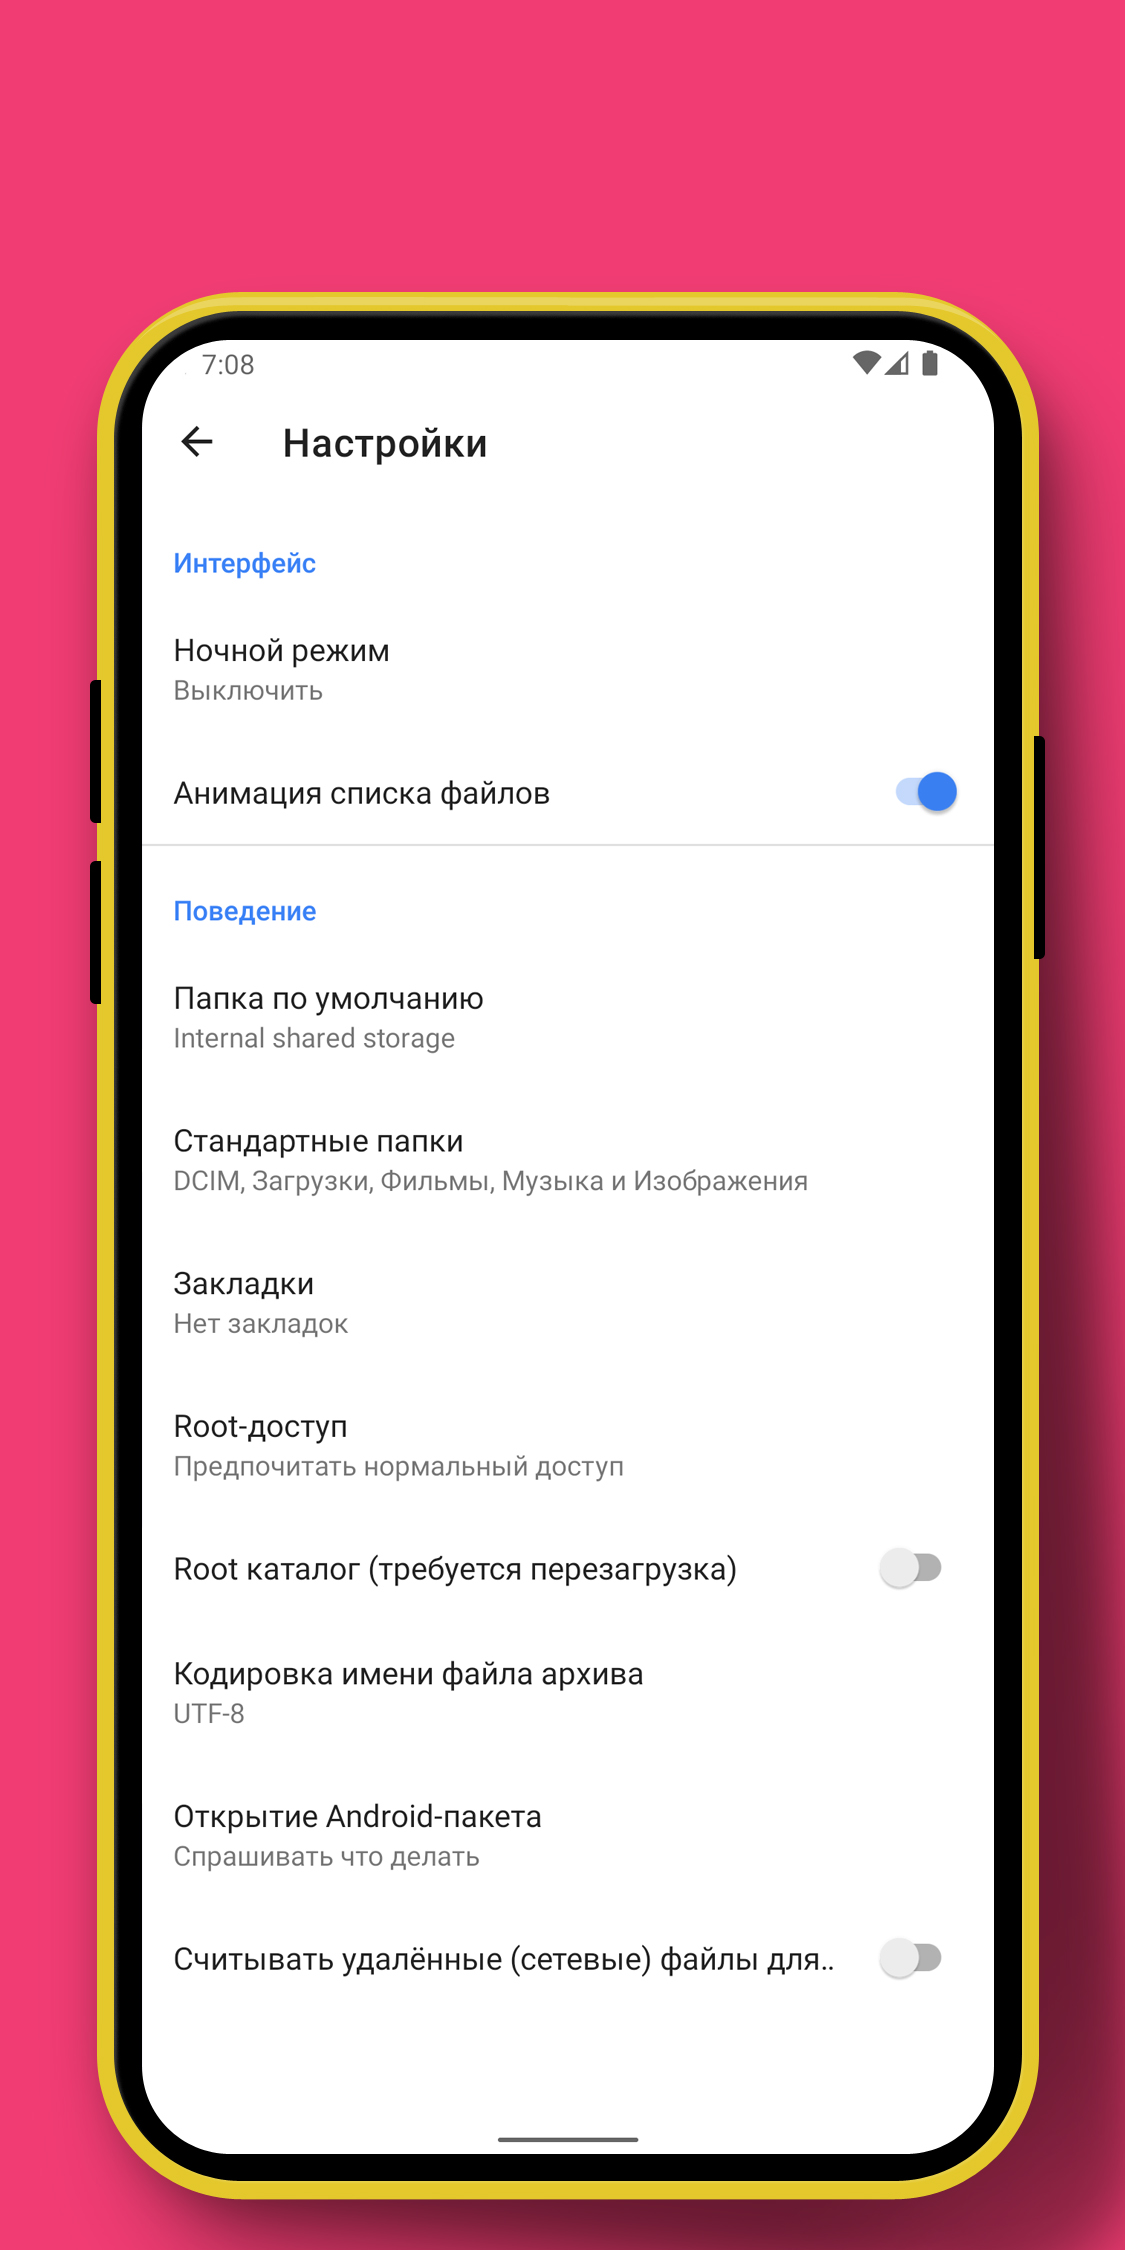 7:08
Настройки
Интерфейс
Ночной режим
Выключить
Анимация списка файлов
Поведение
Папка по умолчанию
Internal shared storage
Стандартные папки
DCIM, Загрузки, Фильмы, Музыка и Изображения
Закладки
Нет закладок
Root-доступ
Предпочитать нормальный доступ
Root каталог (требуется перезагрузка)
Кодировка имени файла архива
UTF-8
Открытие Android-пакета
Спрашивать что делать
Считывать удалённые (сетевые) файлы для..